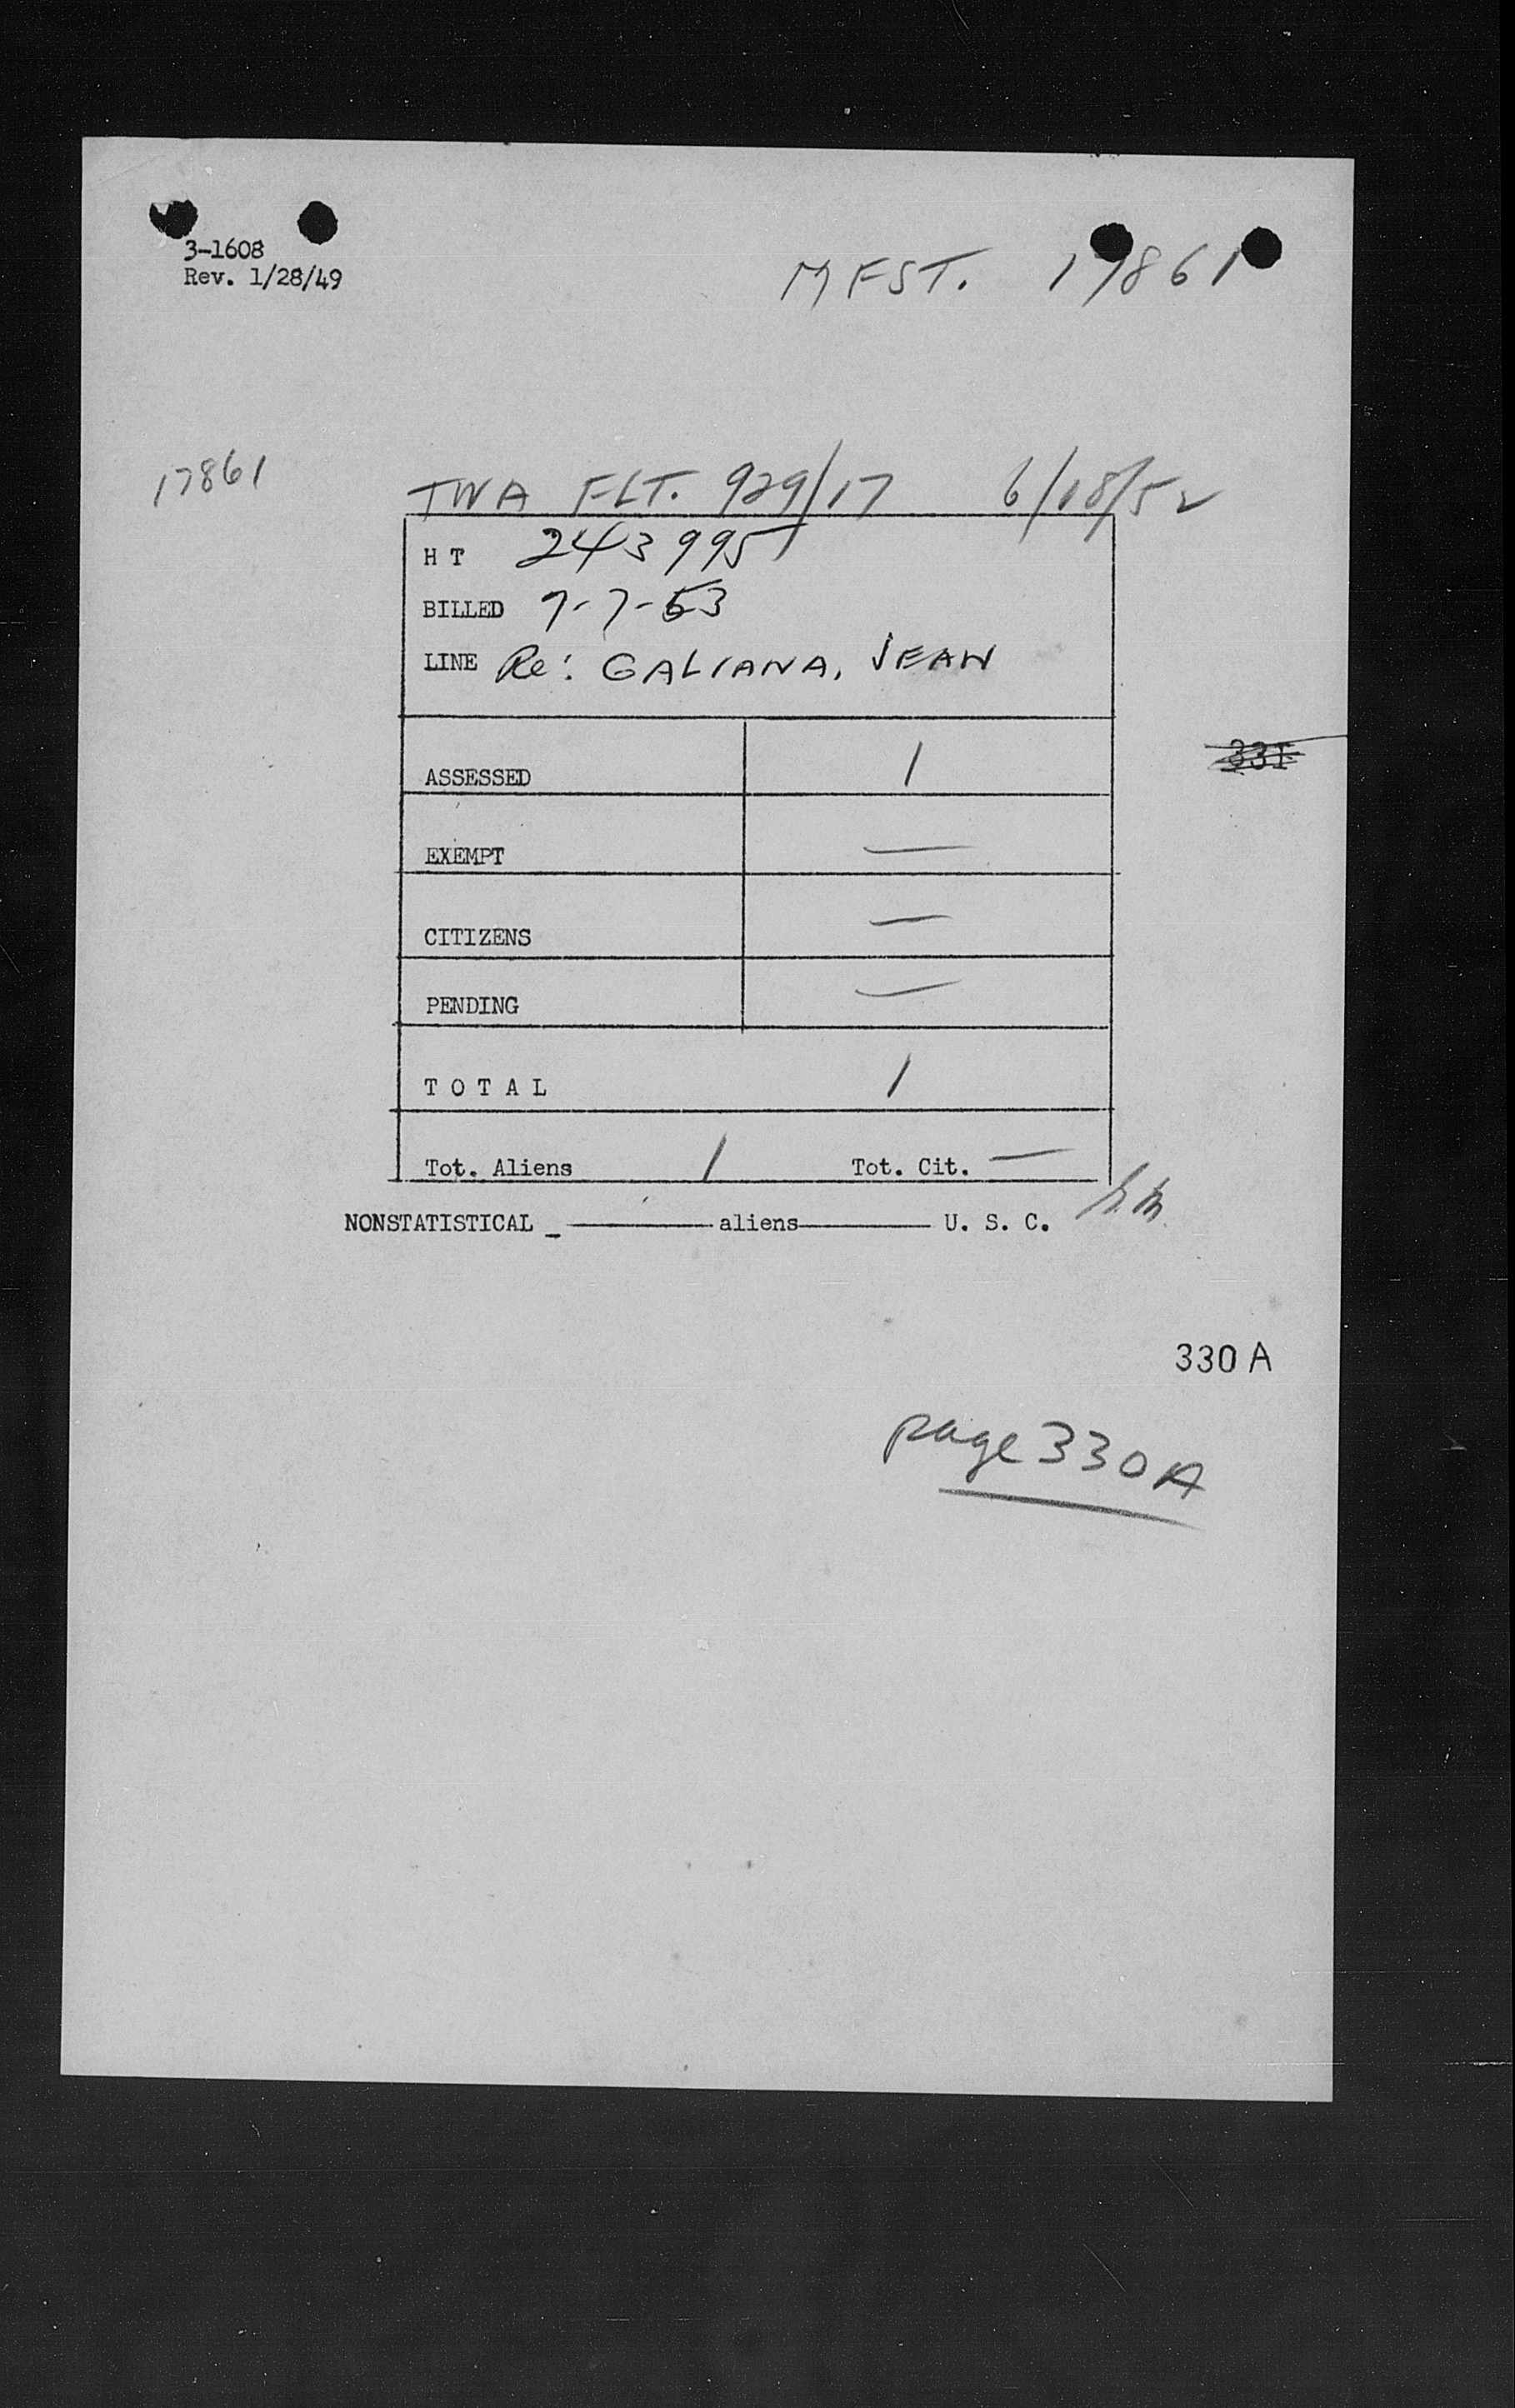 3-1608
Rev. 1/28/49
MFST. 17861
17861
TWA FLT. 929/17 6/18/52
H T 243995
BILLED 7-7-53
LINE Re: GALIANA, JEAN
ASSESSED 1
331
EXEMPT —
CITIZENS —
PENDING —
T O T A L 1
Tot. Aliens 1 Tot. Cit. —
NONSTATISTICAL _ aliens U. S. C.
330 A
page 330A